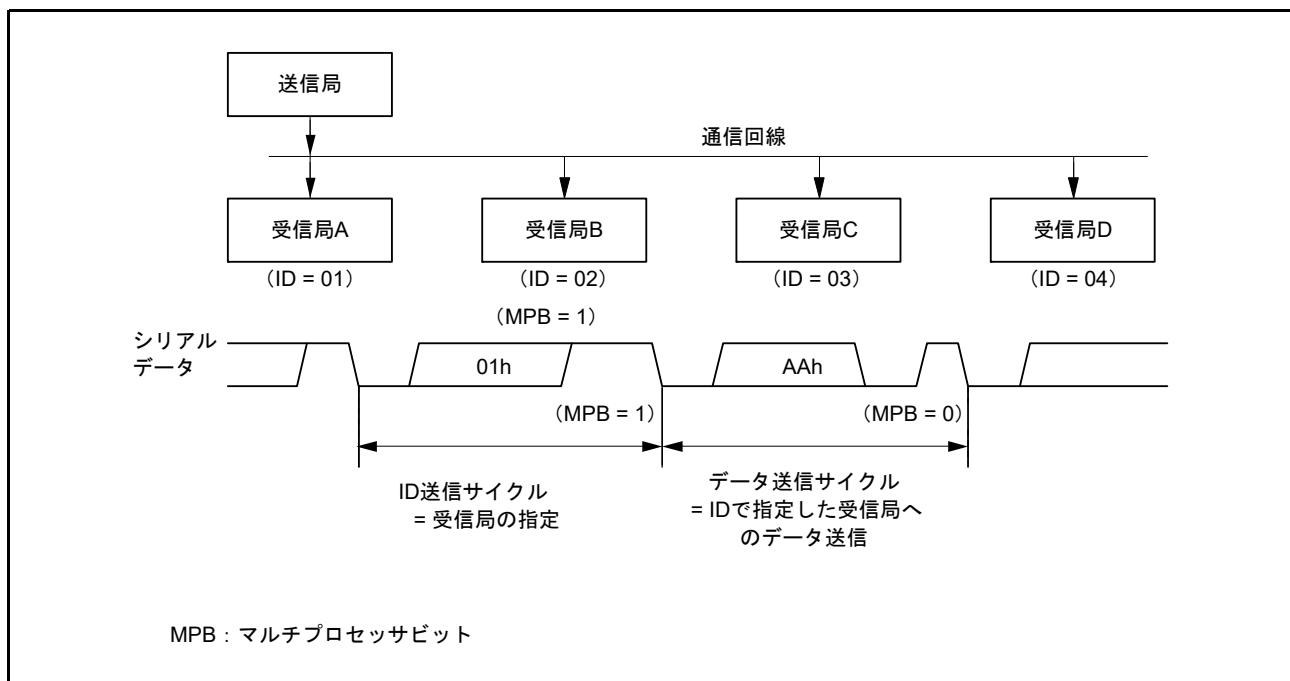 送信局
通信回線
受信局A
受信局B
受信局C
受信局D
（ID = 01）
（ID = 02）
（ID = 03）
（ID = 04）
（MPB = 1）
シリアル
データ
01h
AAh
（MPB = 1）
（MPB = 0）
ID送信サイクル
= 受信局の指定
データ送信サイクル
= IDで指定した受信局へ
のデータ送信
MPB：マルチプロセッサビット